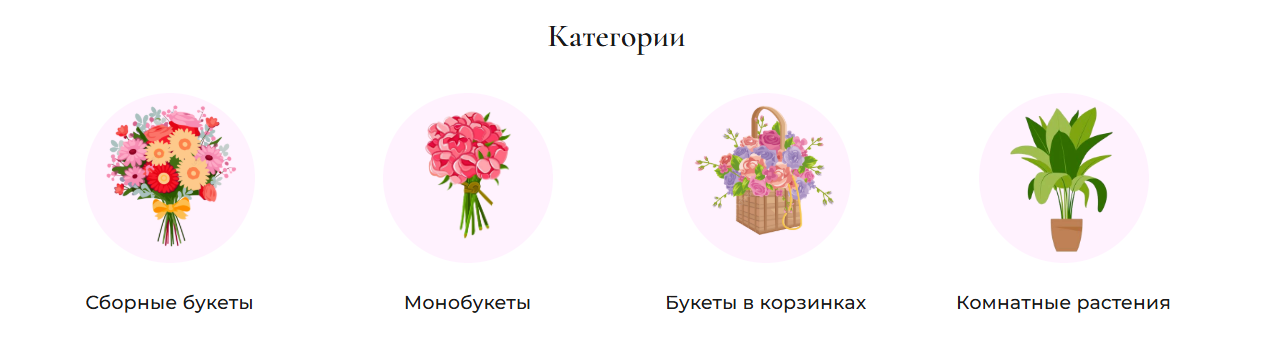 Категории
Сборные букеты
Монобукеты
Букеты в корзинках
Комнатные растения